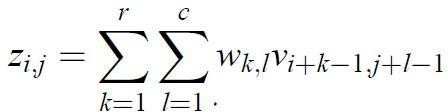 $z_{i,j} = \sum_{k=1}^{r} \sum_{l=1}^{c} w_{k,l} v_{i+k-1,j+l-1}.$